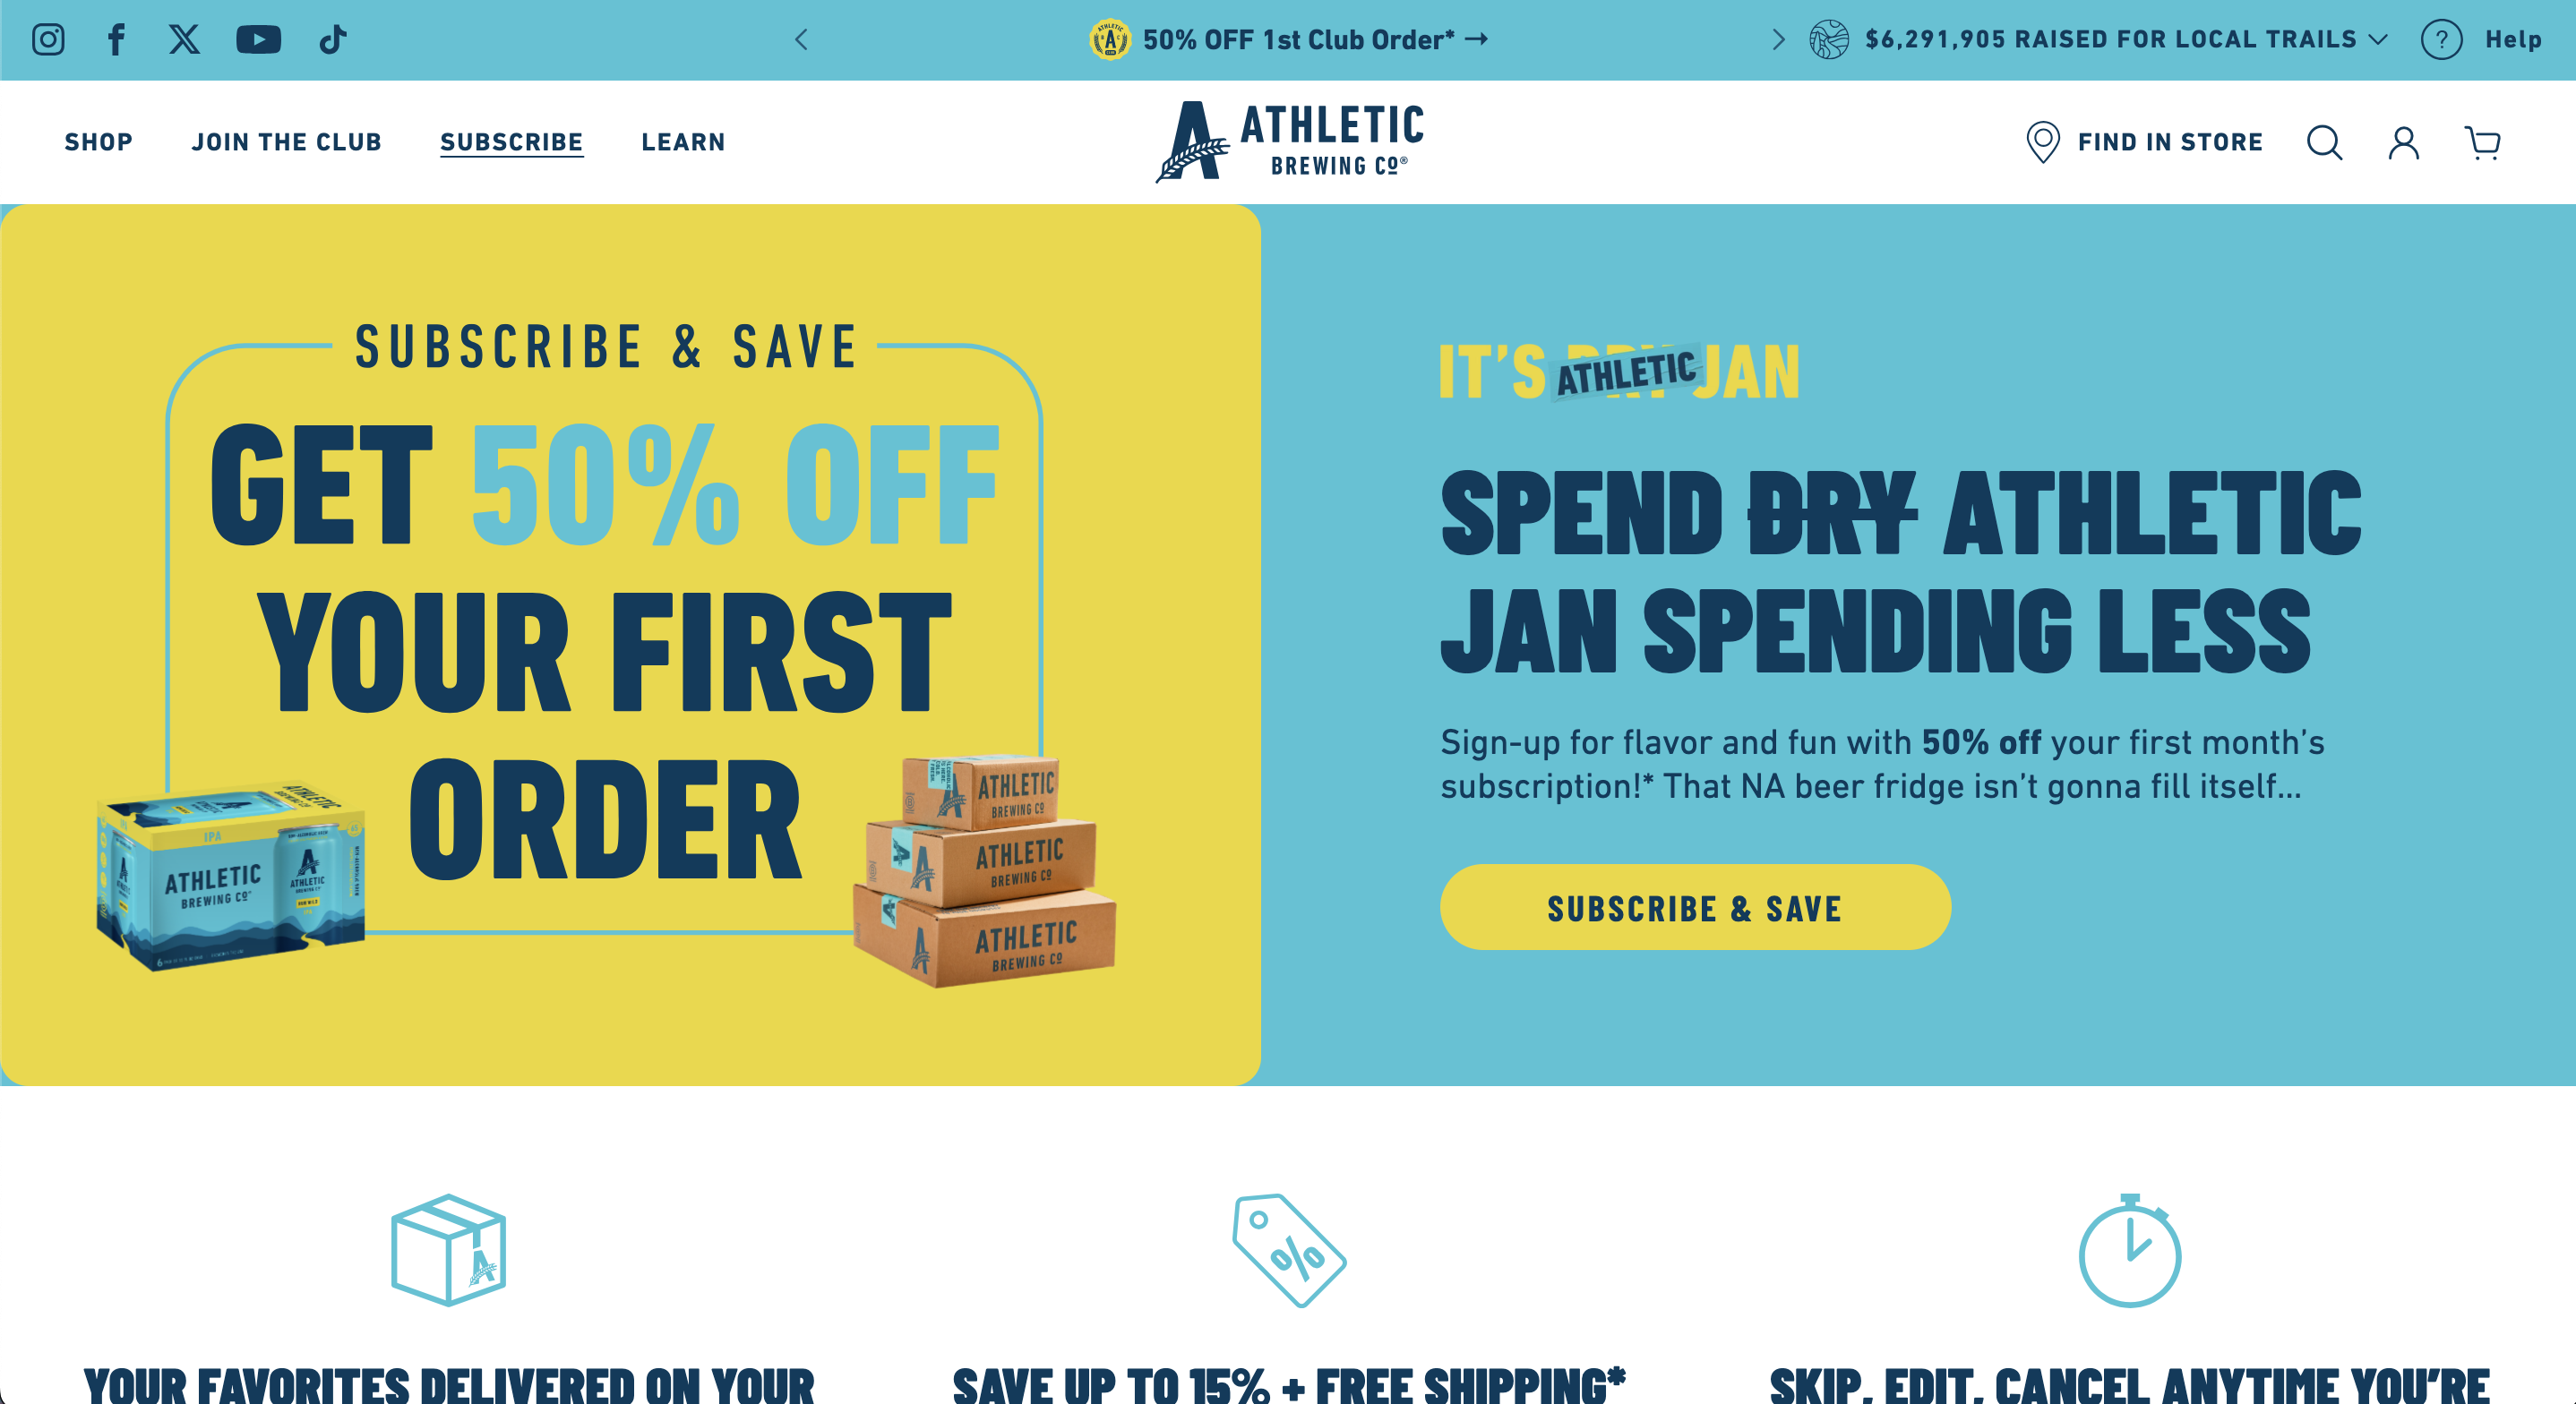 50% OFF 1st Club Order* →
$6,291,905 RAISED FOR LOCAL TRAILS
? Help
SHOP
JOIN THE CLUB
SUBSCRIBE
LEARN
ATHLETIC
BREWING CO®
FIND IN STORE
SUBSCRIBE & SAVE
GET 50% OFF
YOUR FIRST
ORDER
IPA
ATHLETIC
BREWING CO
ATHLETIC
ATHLETIC
BREWING CO
ATHLETIC
BREWING CO
ATHLETIC
BREWING CO
IT'S DRY ATHLETIC JAN
SPEND DRY ATHLETIC
JAN SPENDING LESS
Sign-up for flavor and fun with 50% off your first month's
subscription!* That NA beer fridge isn't gonna fill itself...
SUBSCRIBE & SAVE
YOUR FAVORITES DELIVERED ON YOUR
SAVE UP TO 15% + FREE SHIPPING*
SKIP, EDIT, CANCEL ANYTIME YOU'RE